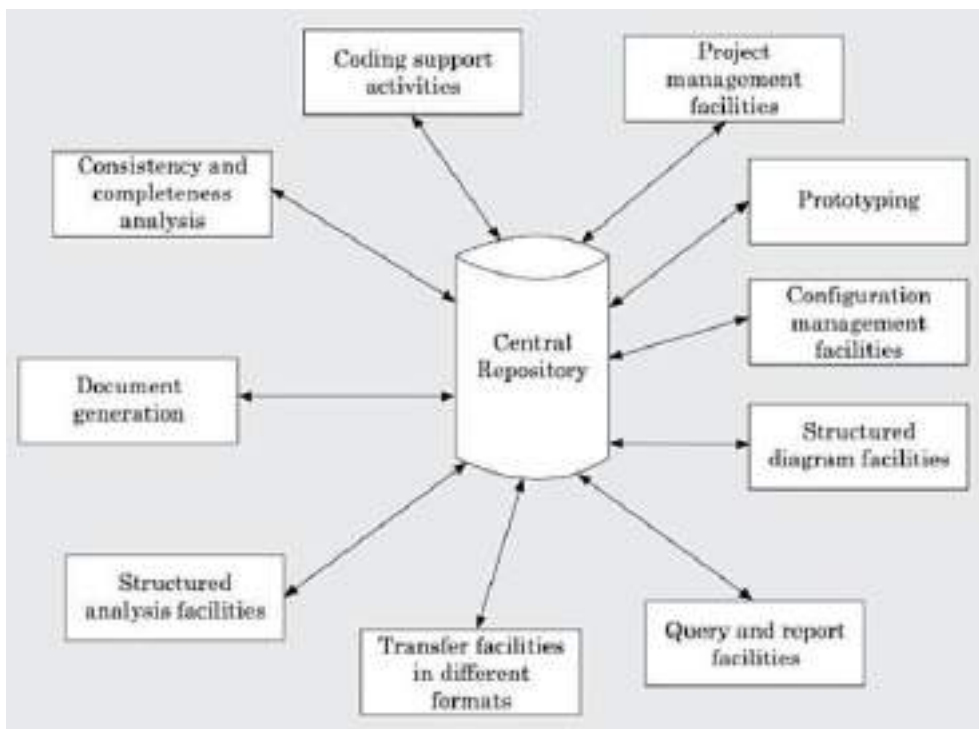 Coding support
activities
Project
management
facilities
Consistency and
completeness
analysis
Prototyping
Central
Repository
Configuration
management
facilities
Document
generation
Structured
diagram facilities
Structured
analysis facilities
Transfer facilities
in different
formats
Query and report
facilities